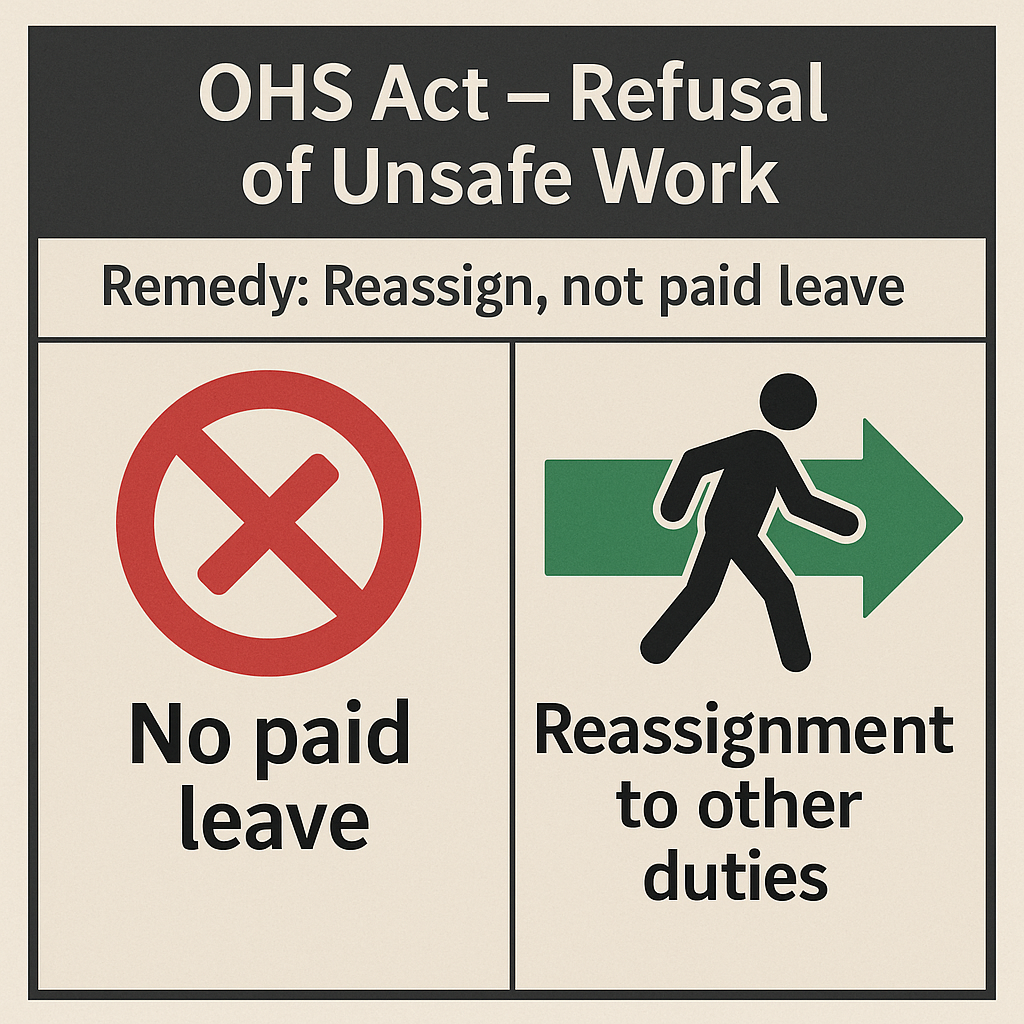 OHS Act – Refusal
of Unsafe Work
Remedy: Reassign, not paid leave
No paid
leave
Reassignment
to other
duties